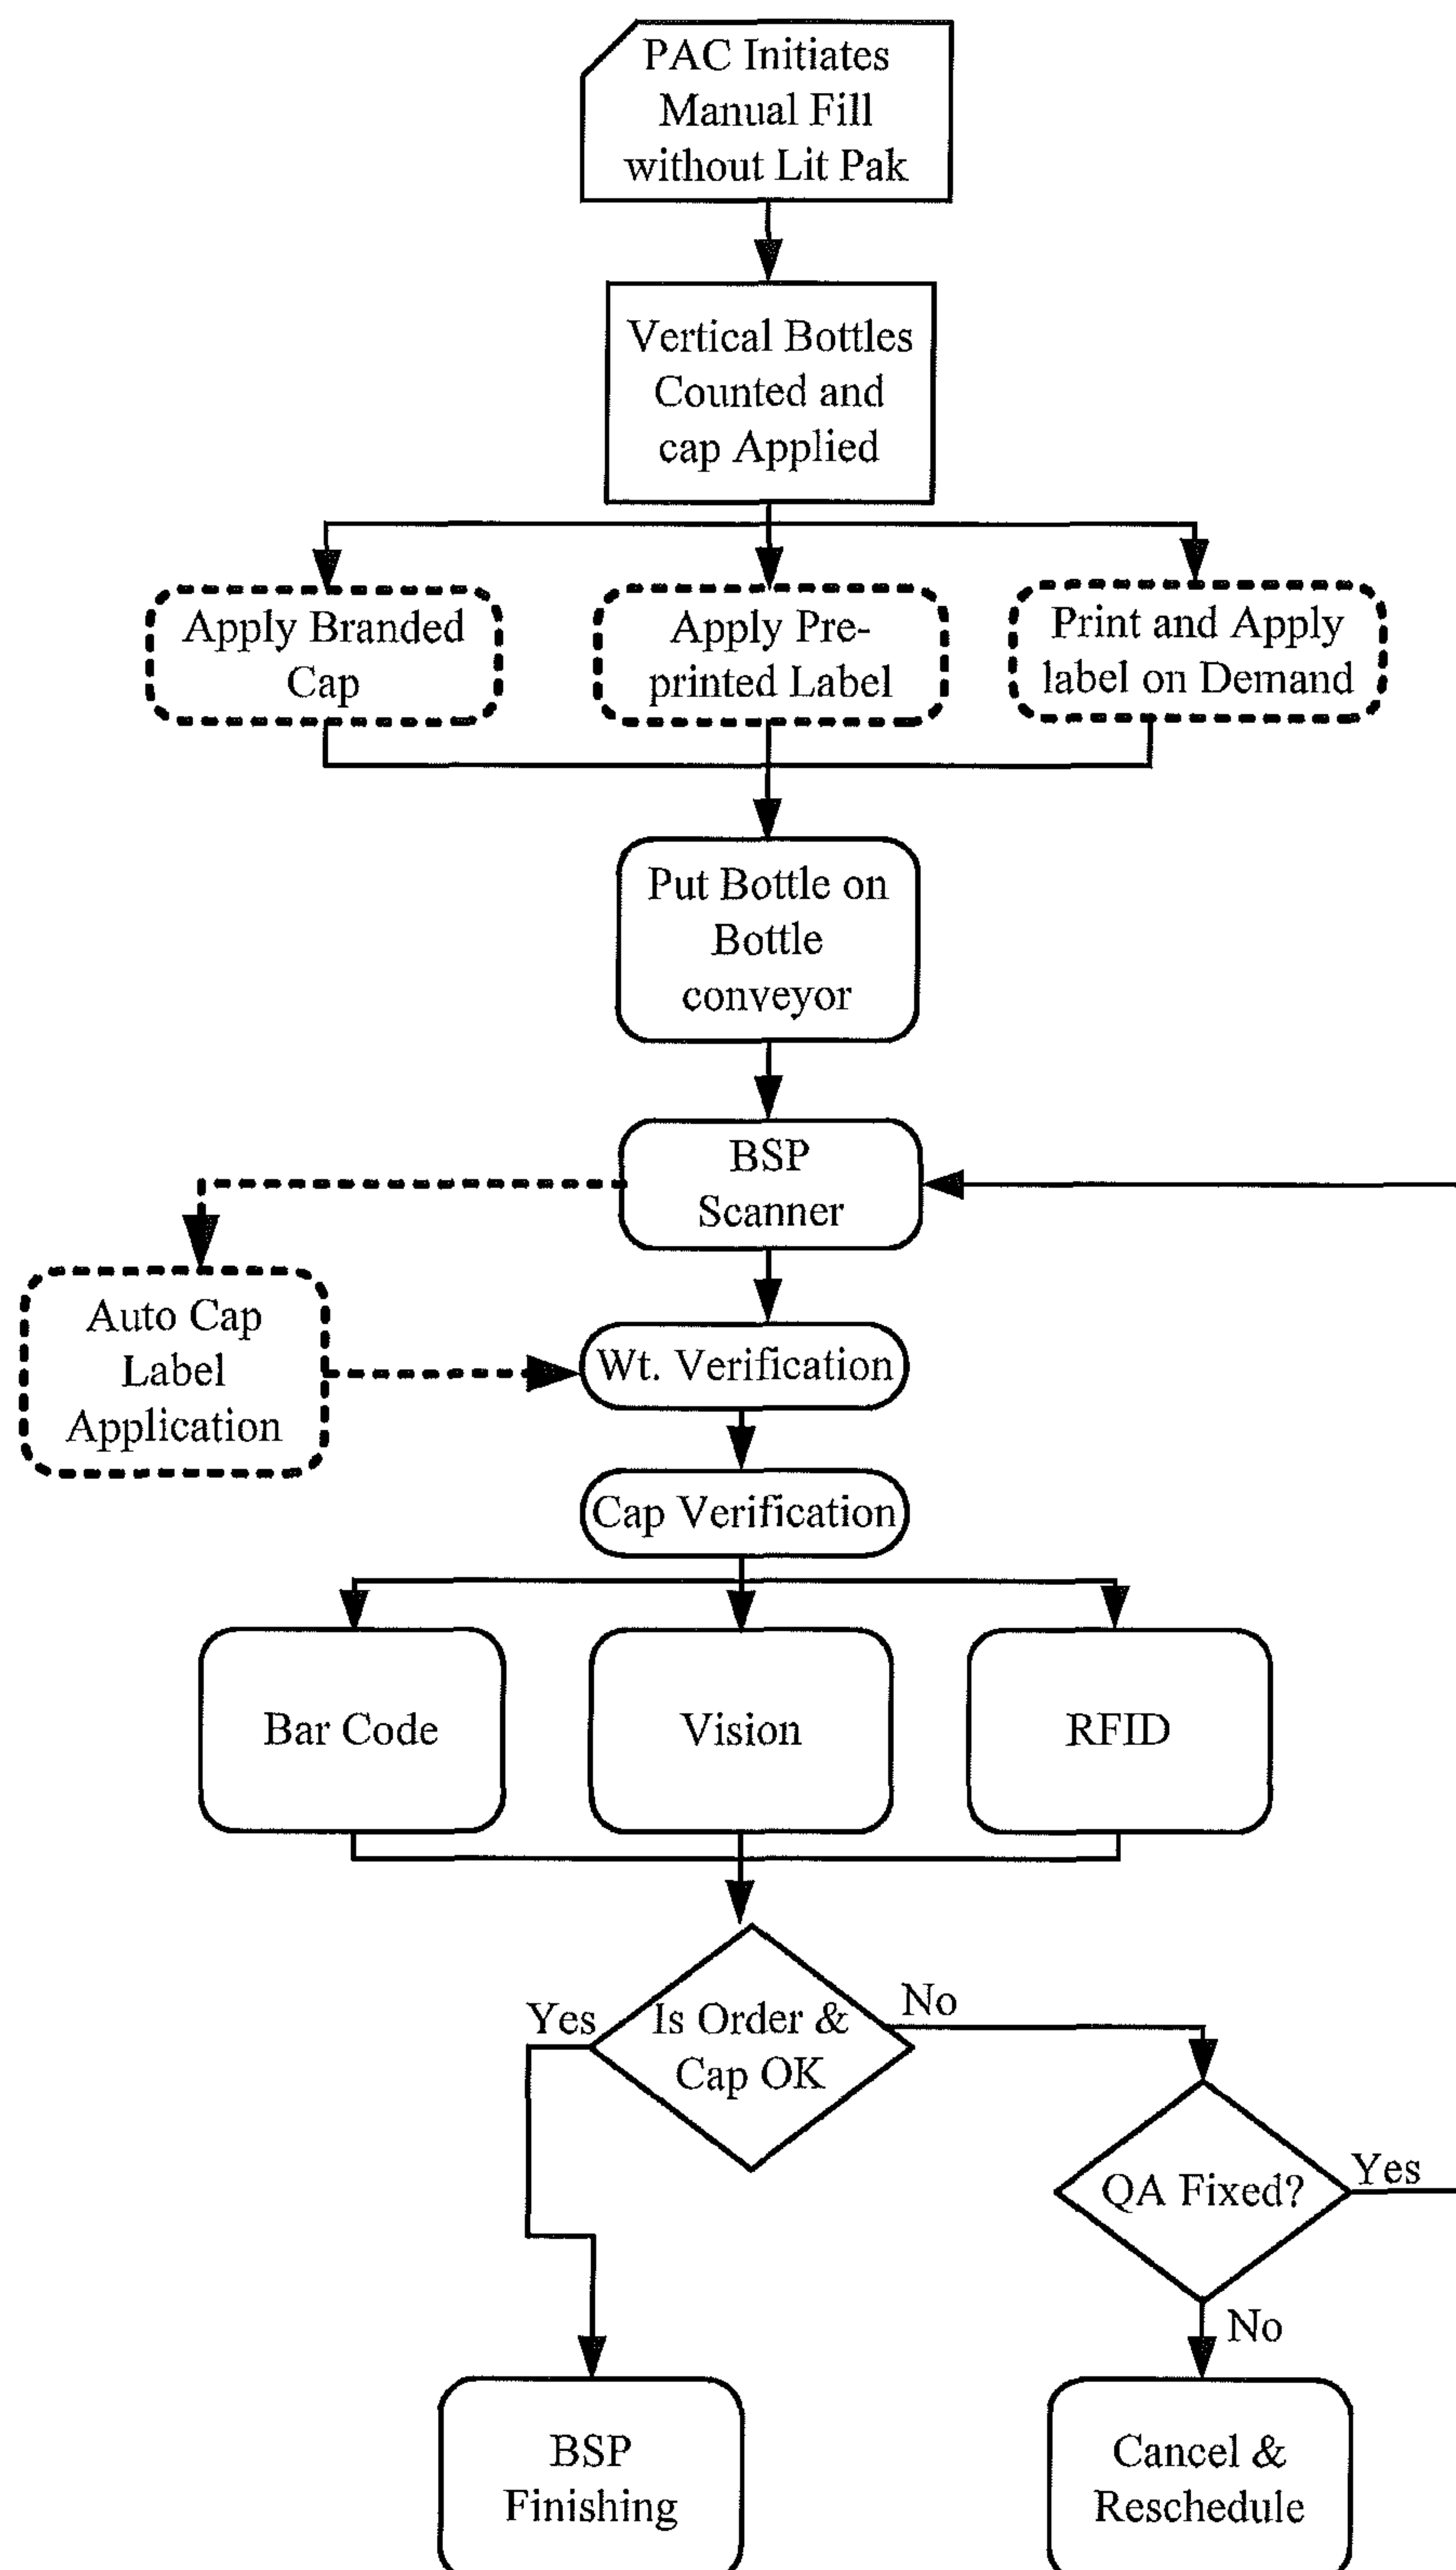 PAC Initiates
Manual Fill
without Lit Pak
Vertical Bottles
Counted and
cap Applied
Apply Branded
Cap
Apply Pre-
printed Label
Print and Apply
label on Demand
Put Bottle on
Bottle
conveyor
BSP
Scanner
Auto Cap
Label
Application
Wt. Verification
Cap Verification
Bar Code
Vision
RFID
Is Order &
Cap OK
Yes
No
QA Fixed?
Yes
No
BSP
Finishing
Cancel &
Reschedule